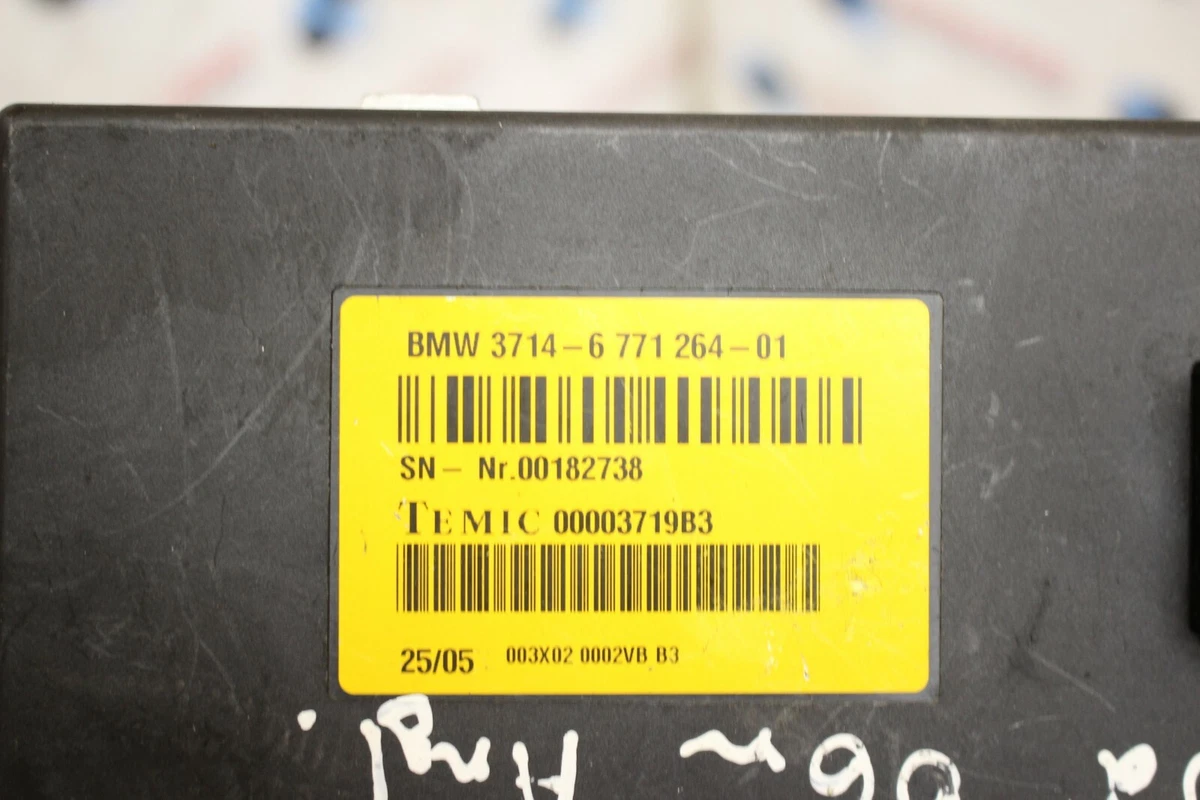 BMW 3714-6 771 264-01
SN- Nr.00182738
TEMIC 00003719B3
25/05 003X02 0002VB B3